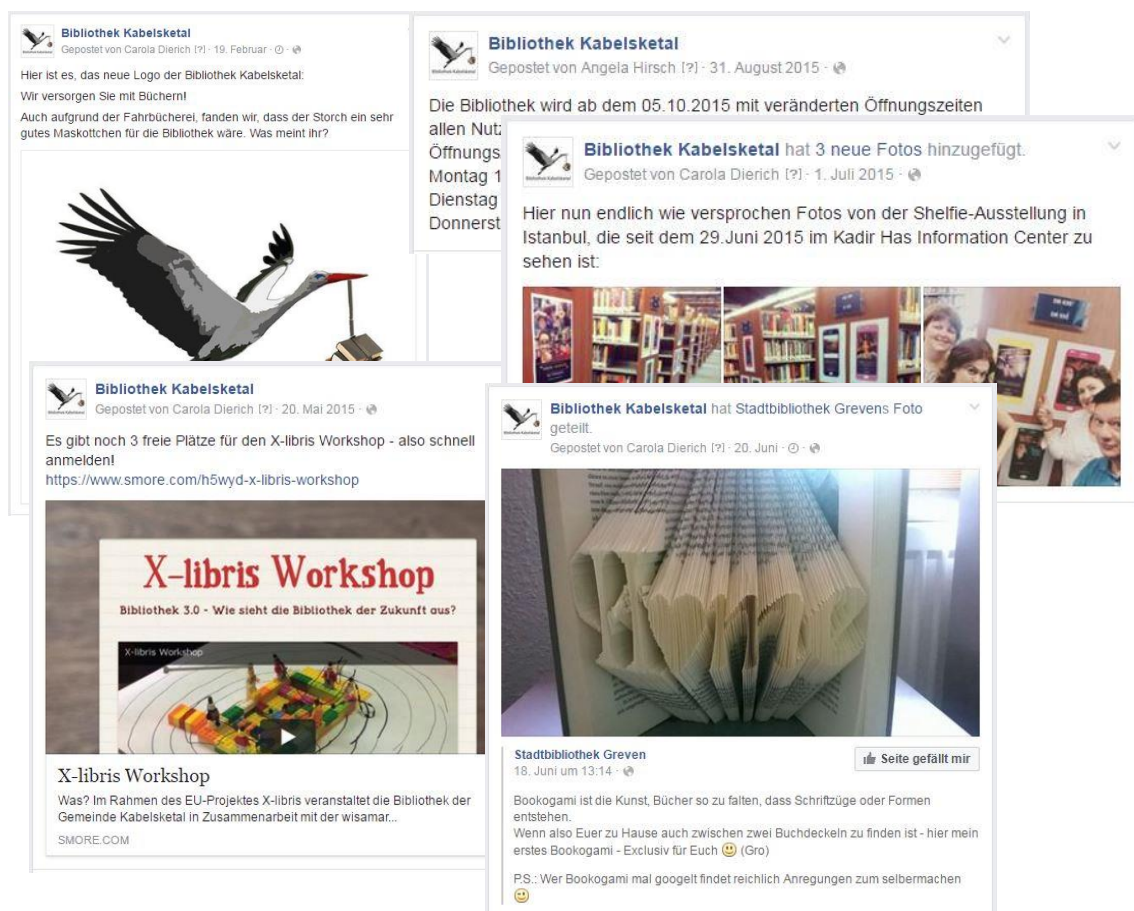 Bibliothek Kabelsketal
Gepostet von Carola Dierich [?] · 19. Februar ·
Hier ist es, das neue Logo der Bibliothek Kabelsketal:
Wir versorgen Sie mit Büchern!
Auch aufgrund der Fahrbücherei, fanden wir, dass der Storch ein sehr
gutes Maskottchen für die Bibliothek wäre. Was meint ihr?
Bibliothek Kabelsketal
Gepostet von Angela Hirsch [?] · 31. August 2015 ·
Die Bibliothek wird ab dem 05.10.2015 mit veränderten Öffnungszeiten
allen Nutz
Öffnungs
Montag 1
Dienstag
Donnerst
Bibliothek Kabelsketal hat 3 neue Fotos hinzugefügt.
Gepostet von Carola Dierich [?] · 1. Juli 2015 ·
Hier nun endlich wie versprochen Fotos von der Shelfie-Ausstellung in
Istanbul, die seit dem 29.Juni 2015 im Kadir Has Information Center zu
sehen ist:
Bibliothek Kabelsketal
Gepostet von Carola Dierich [?] · 20. Mai 2015 ·
Es gibt noch 3 freie Plätze für den X-libris Workshop - also schnell
anmelden!
https://www.smore.com/h5wyd-x-libris-workshop
X-libris Workshop
Bibliothek 3.0 - Wie sieht die Bibliothek der Zukunft aus?
X-libris Workshop
X-libris Workshop
Was? Im Rahmen des EU-Projektes X-libris veranstaltet die Bibliothek der
Gemeinde Kabelsketal in Zusammenarbeit mit der wisamar...
SMORE.COM
Bibliothek Kabelsketal hat Stadtbibliothek Grevens Foto
geteilt.
Gepostet von Carola Dierich [?] · 20. Juni ·
Stadtbibliothek Greven
18. Juni um 13:14 ·
Seite gefällt mir
Bookogami ist die Kunst, Bücher so zu falten, dass Schriftzüge oder Formen
entstehen.
Wenn also Euer zu Hause auch zwischen zwei Buchdeckeln zu finden ist - hier mein
erstes Bookogami - Exclusiv für Euch 🙂 (Gro)
P.S.: Wer Bookogami mal googelt findet reichlich Anregungen zum selbermachen
🙂